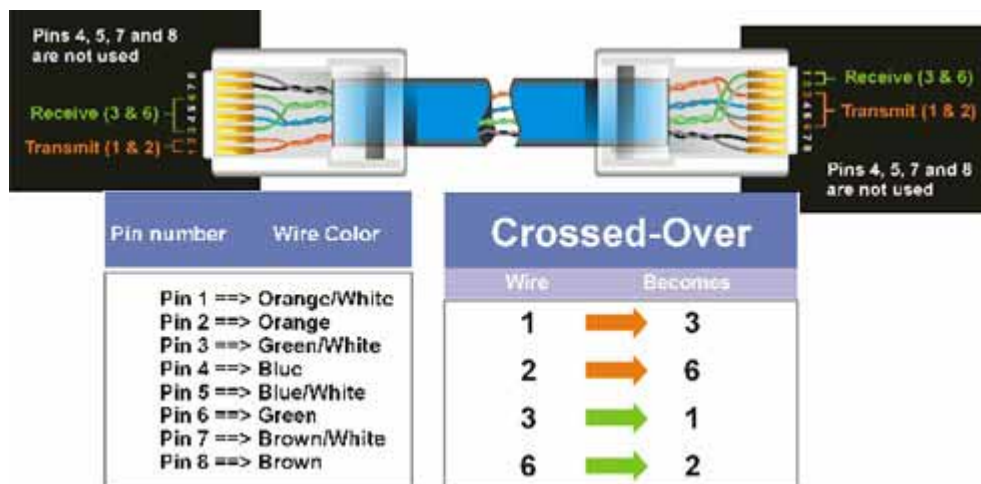 Pins 4, 5, 7 and 8
are not used
Receive (3 & 6)
Transmit (1 & 2)
Receive (3 & 6)
Transmit (1 & 2)
Pins 4, 5, 7 and 8
are not used
Pin number Wire Color
Pin 1 ==> Orange/White
Pin 2 ==> Orange
Pin 3 ==> Green/White
Pin 4 ==> Blue
Pin 5 ==> Blue/White
Pin 6 ==> Green
Pin 7 ==> Brown/White
Pin 8 ==> Brown
Crossed-Over
Wire Becomes
1 3
2 6
3 1
6 2